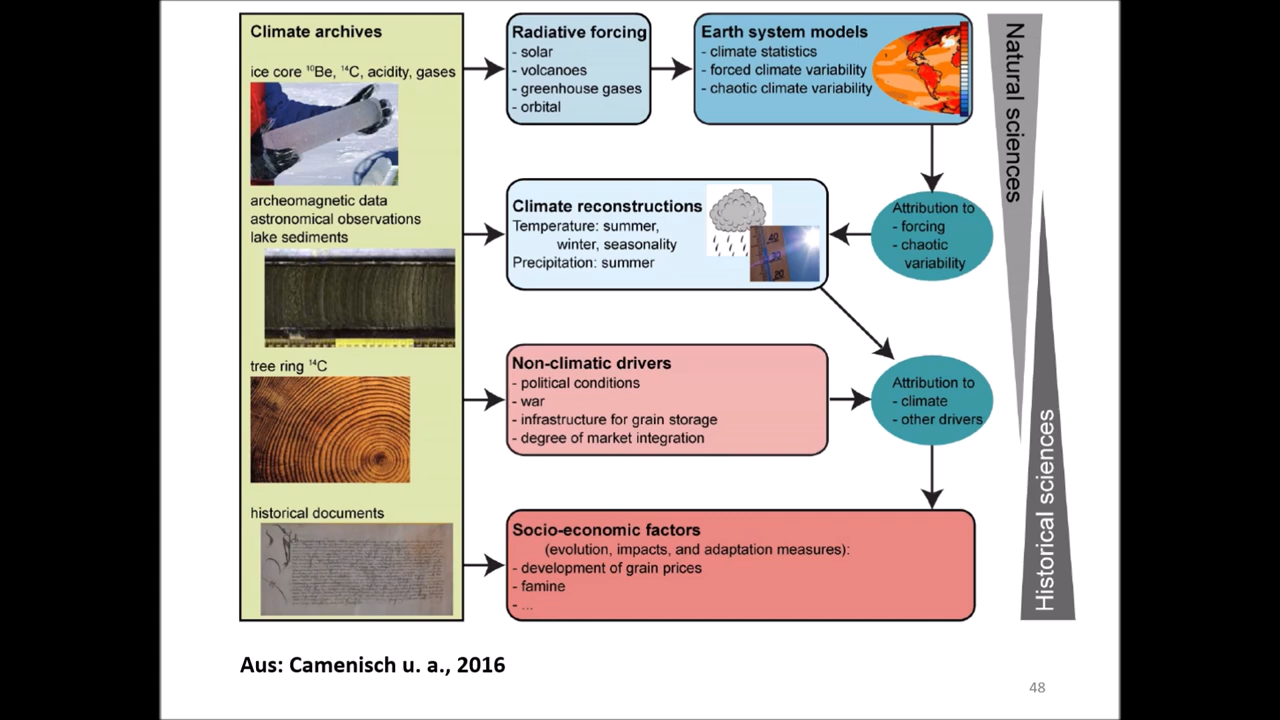 Climate archives
ice core ¹⁰Be, ¹⁴C, acidity, gases
archeomagnetic data
astronomical observations
lake sediments
tree ring ¹⁴C
historical documents
Radiative forcing
- solar
- volcanoes
- greenhouse gases
- orbital
Earth system models
- climate statistics
- forced climate variability
- chaotic climate variability
Climate reconstructions
Temperature: summer,
winter, seasonality
Precipitation: summer
40
20
Attribution to
- forcing
- chaotic
variability
Non-climatic drivers
- political conditions
- war
- infrastructure for grain storage
- degree of market integration
Attribution to
- climate
- other drivers
Socio-economic factors
(evolution, impacts, and adaptation measures):
- development of grain prices
- famine
- ...
Natural sciences
Historical sciences
Aus: Camenisch u. a., 2016
48